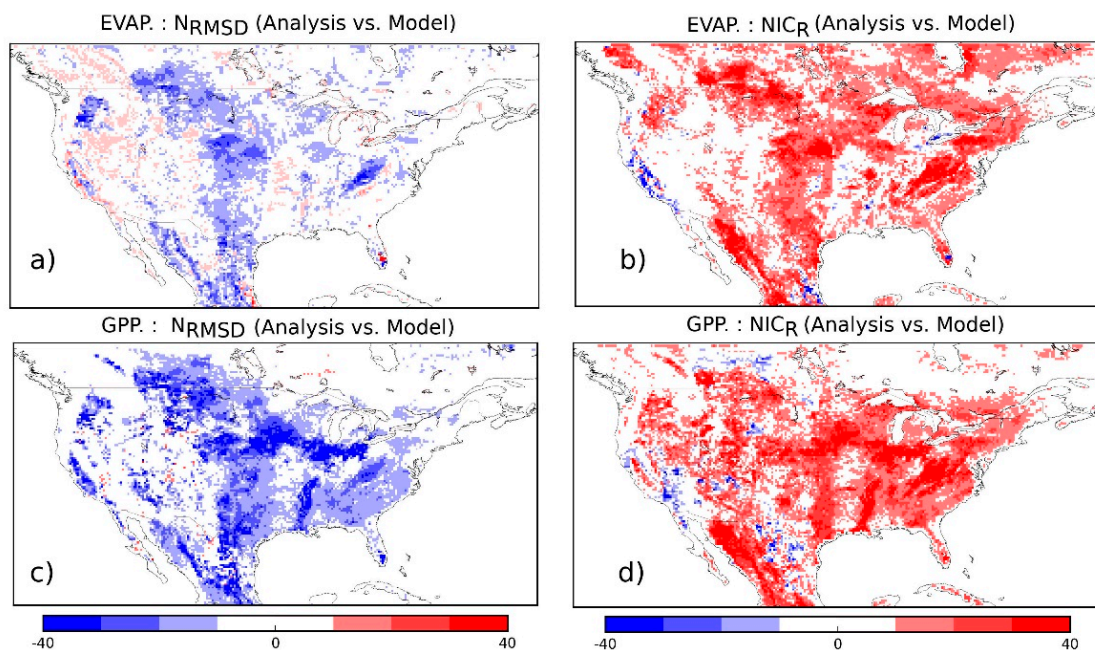 EVAP. : NRMSD (Analysis vs. Model)
EVAP. : NICR (Analysis vs. Model)
a)
b)
GPP. : NRMSD (Analysis vs. Model)
GPP. : NICR (Analysis vs. Model)
c)
d)
-40 0 40
-40 0 40